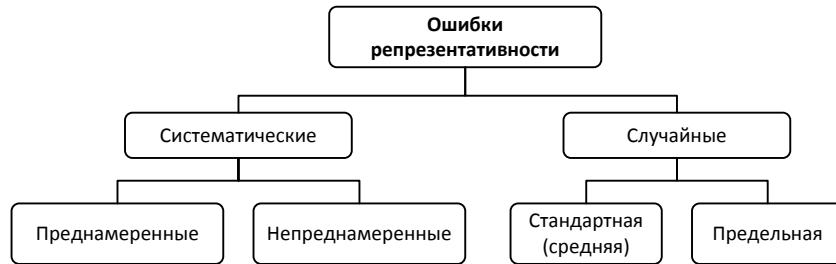 Ошибки
репрезентативности
Систематические
Случайные
Преднамеренные
Непреднамеренные
Стандартная
(средняя)
Предельная